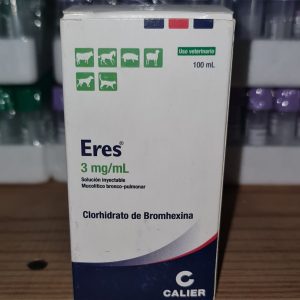 Uso veterinario
100 mL
Eres®
3 mg/mL
Solución inyectable
Mucolítico bronco-pulmonar
Clorhidrato de Bromhexina
C
CALIER